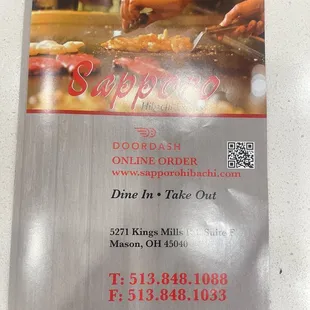 Sapporo
DOORDASH
ONLINE ORDER
www.sapporohibachi.com
Dine In • Take Out
5271 Kings Mills
Mason, OH 45040
T: 513.848.1088
F: 513.848.1033